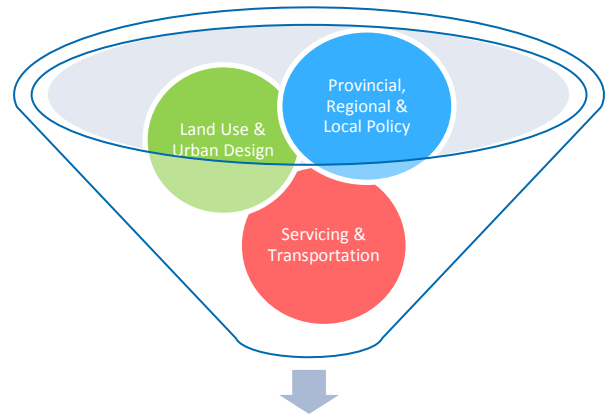 Provincial,
Regional &
Local Policy
Land Use &
Urban Design
Servicing &
Transportation